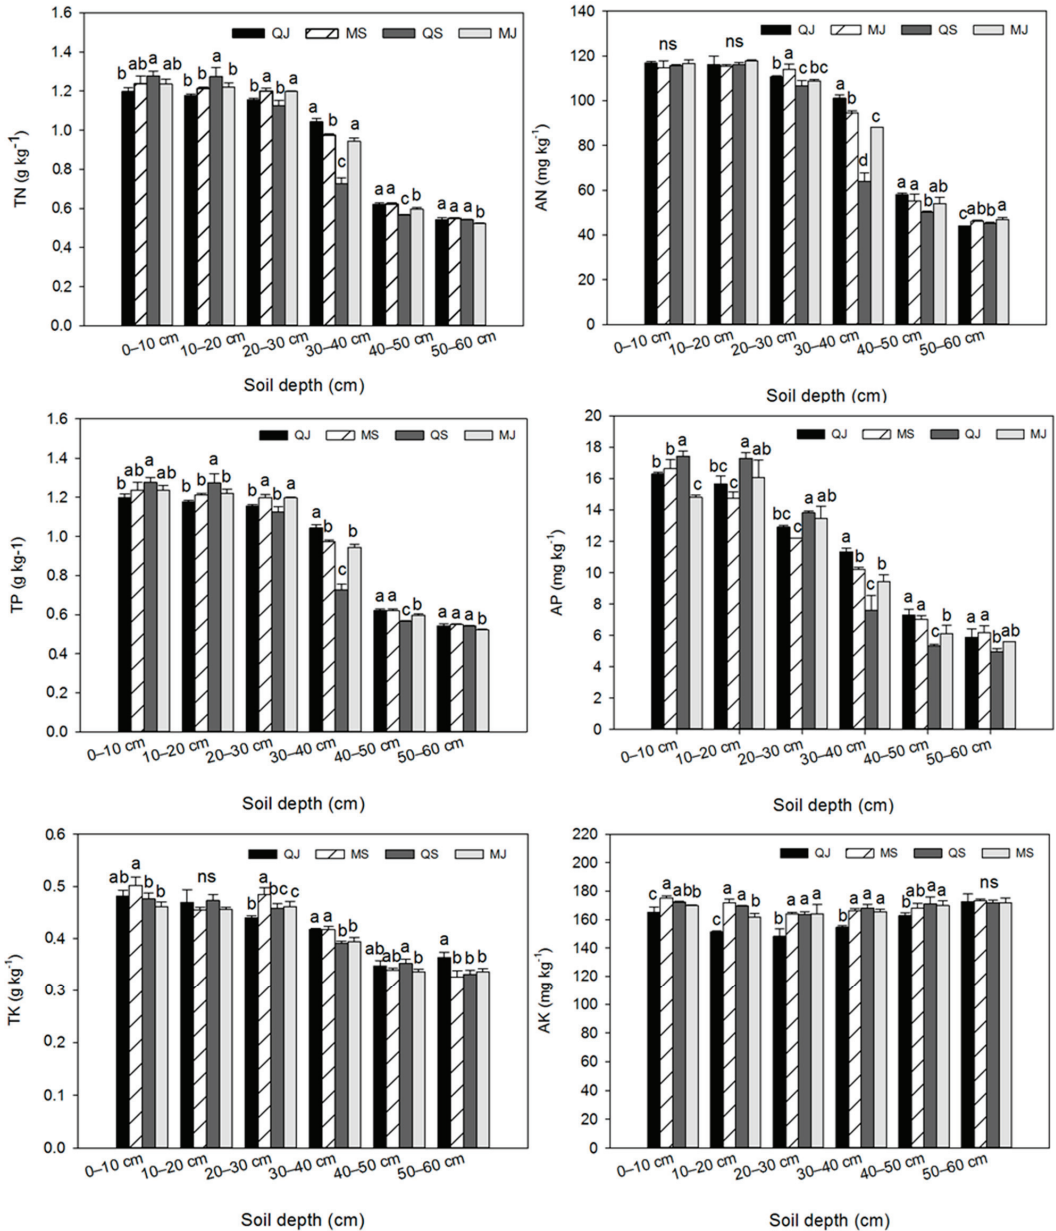 1.6
1.4
1.2
1.0
0.8
0.6
0.4
0.2
0.0
TN (g kg-1)
QJ MS QS MJ
b ab a ab
b b a b
b a b a
a b c a
a a c b
a a a b
0–10 cm 10–20 cm 20–30 cm 30–40 cm 40–50 cm 50–60 cm
Soil depth (cm)
140
120
100
80
60
40
20
0
AN (mg kg-1)
QJ MJ QS MJ
ns
ns
b a c bc
a b d c
a a b ab
c ab b a
0–10 cm 10–20 cm 20–30 cm 30–40 cm 40–50 cm 50–60 cm
Soil depth (cm)
1.6
1.4
1.2
1.0
0.8
0.6
0.4
0.2
0.0
TP (g kg-1)
QJ MS QS MJ
b ab a ab
b b a b
b a b a
a b c b
a a c b
a a a b
0–10 cm 10–20 cm 20–30 cm 30–40 cm 40–50 cm 50–60 cm
Soil depth (cm)
20
18
16
14
12
10
8
6
4
2
0
AP (mg kg-1)
QJ MS QJ MJ
b b a c
bc c a ab
bc c a ab
a b c b
a a c b
a a b ab
0–10 cm 10–20 cm 20–30 cm 30–40 cm 40–50 cm 50–60 cm
Soil depth (cm)
0.6
0.5
0.4
0.3
0.2
0.1
0.0
TK (g kg-1)
QJ MS QS MJ
ab a b b
ns
c a bc b
a a b b
ab ab a b
a b b b
0–10 cm 10–20 cm 20–30 cm 30–40 cm 40–50 cm 50–60 cm
Soil depth (cm)
220
200
180
160
140
120
100
80
60
40
20
0
AK (mg kg-1)
QJ MS QS MS
c a ab b
c a a b
b a a a
b a a a
b ab a a
ns
0–10 cm 10–20 cm 20–30 cm 30–40 cm 40–50 cm 50–60 cm
Soil depth (cm)